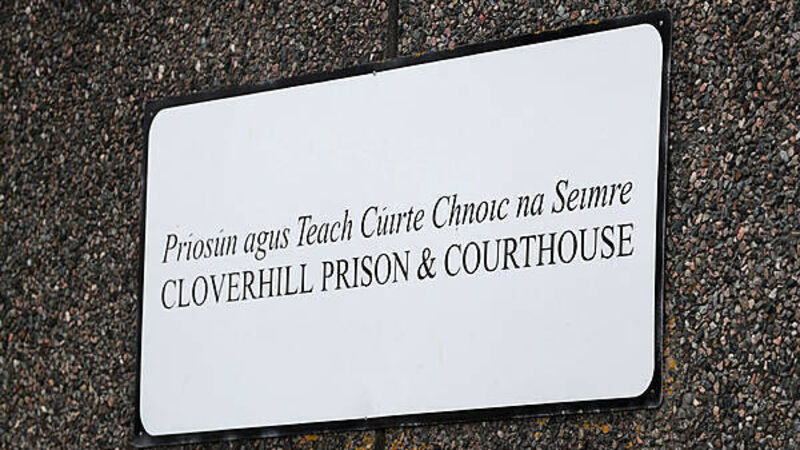 Príosún agus Teach Cúirte Chnoic na Seimre
CLOVERHILL PRISON & COURTHOUSE